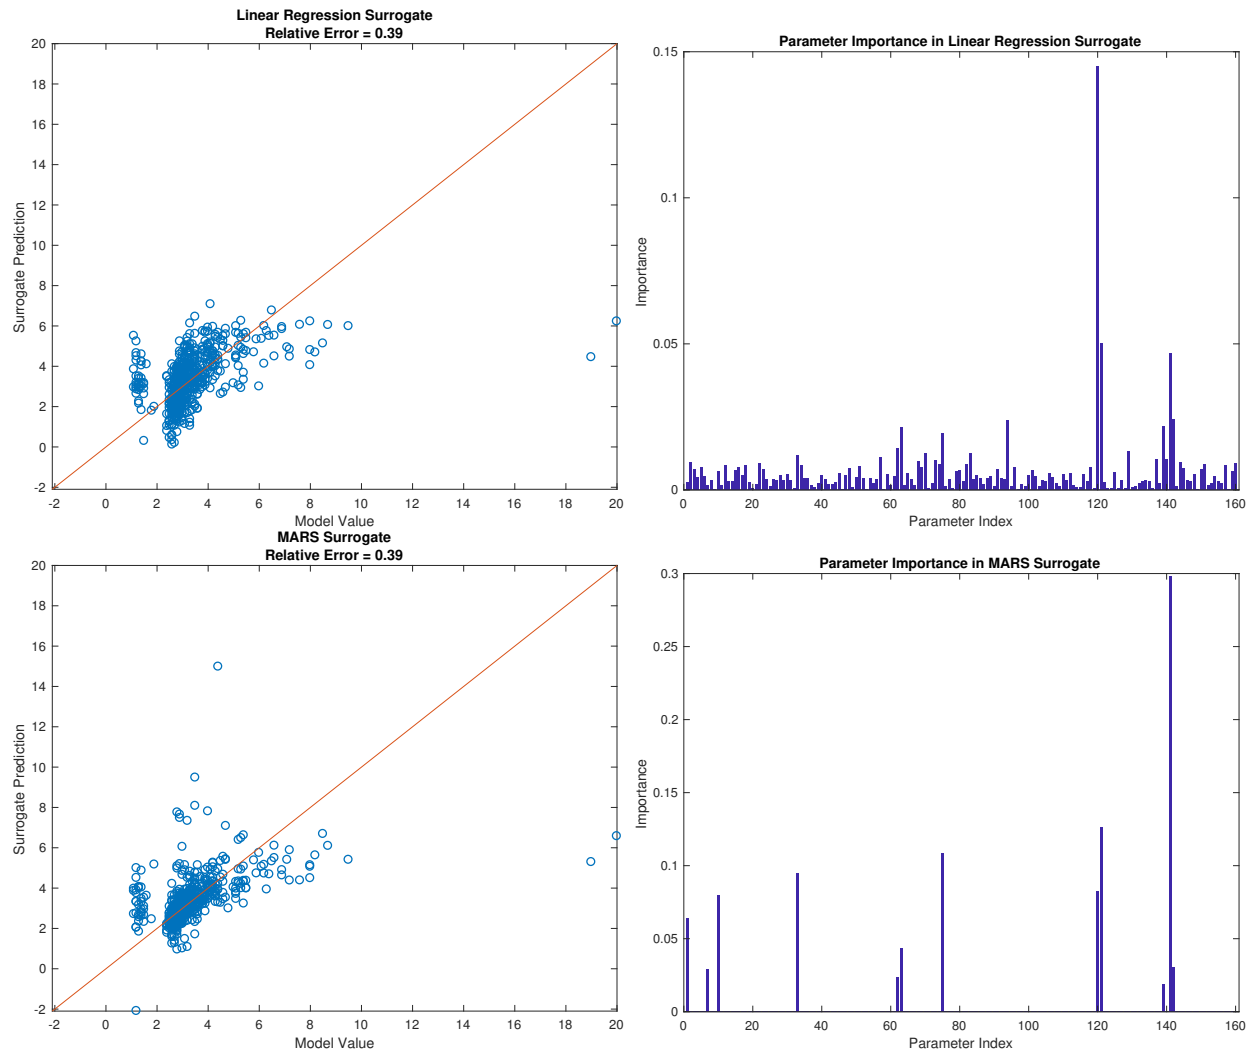 Linear Regression Surrogate
Relative Error = 0.39
20
18
16
14
12
10
8
6
4
2
0
-2
Surrogate Prediction
-2 0 2 4 6 8 10 12 14 16 18 20
Model Value
Parameter Importance in Linear Regression Surrogate
0.15
0.1
0.05
0
Importance
0 20 40 60 80 100 120 140 160
Parameter Index
MARS Surrogate
Relative Error = 0.39
20
18
16
14
12
10
8
6
4
2
0
-2
Surrogate Prediction
-2 0 2 4 6 8 10 12 14 16 18 20
Model Value
Parameter Importance in MARS Surrogate
0.3
0.25
0.2
0.15
0.1
0.05
0
Importance
0 20 40 60 80 100 120 140 160
Parameter Index